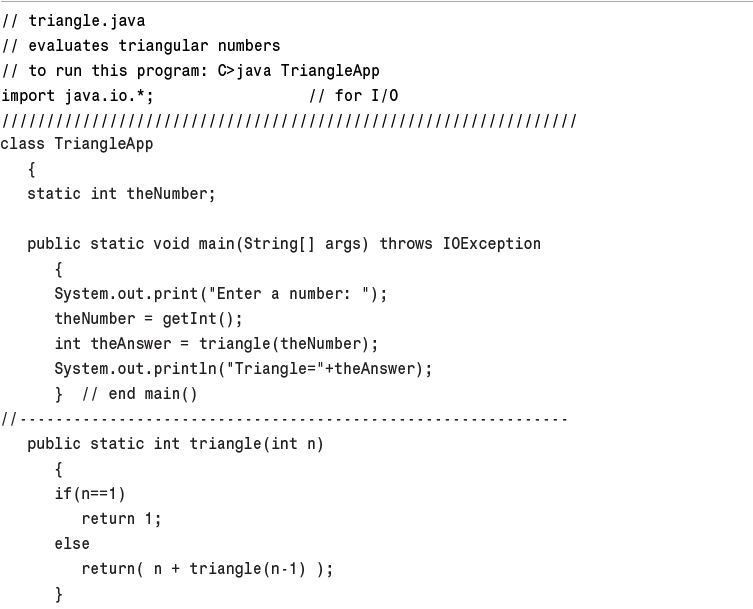 // triangle.java
// evaluates triangular numbers
// to run this program: C>java TriangleApp
import java.io.*;                 // for I/O
////////////////////////////////////////////////////////////////
class TriangleApp
   {
   static int theNumber;

   public static void main(String[] args) throws IOException
      {
      System.out.print("Enter a number: ");
      theNumber = getInt();
      int theAnswer = triangle(theNumber);
      System.out.println("Triangle="+theAnswer);
      }  // end main()
//-------------------------------------------------------------
   public static int triangle(int n)
      {
      if(n==1)
         return 1;
      else
         return( n + triangle(n-1) );
      }